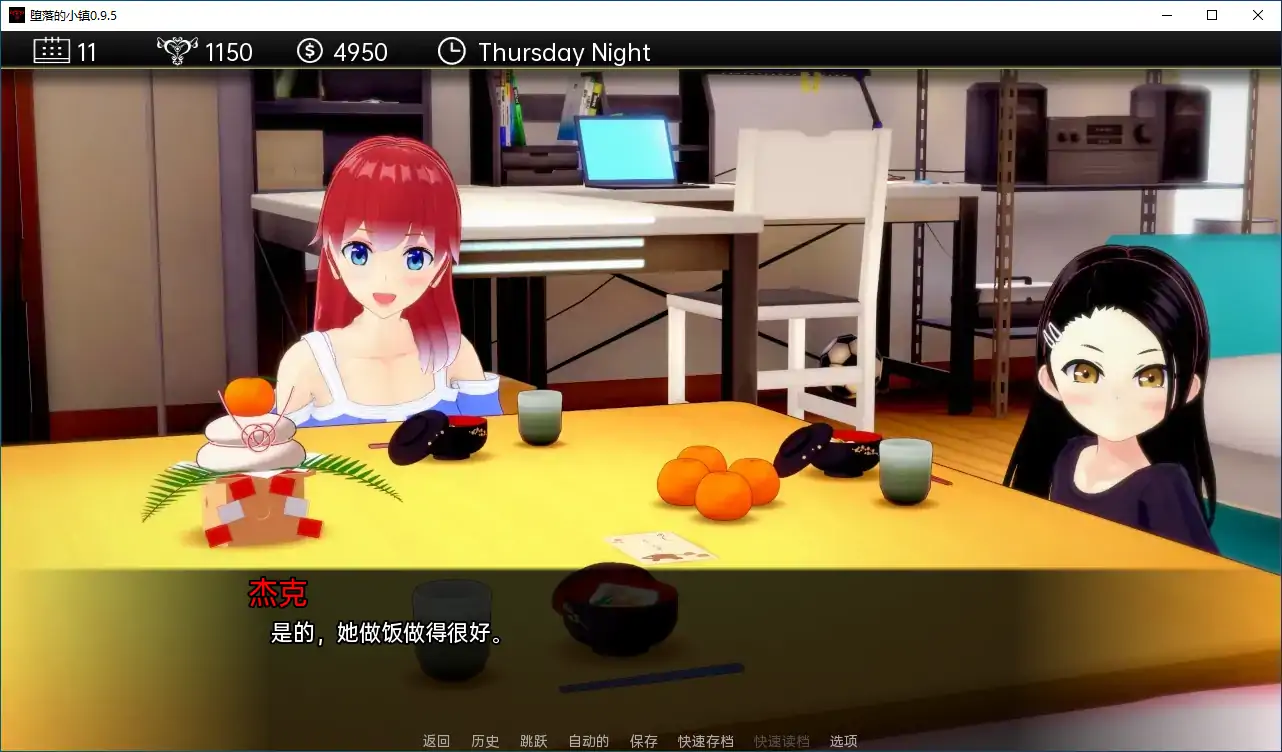 堕落的小镇0.9.5
11 1150 4950 Thursday Night
杰克
是的，她做饭做得很好。
返回 历史 跳跃 自动的 保存 快速存档 快速读档 选项